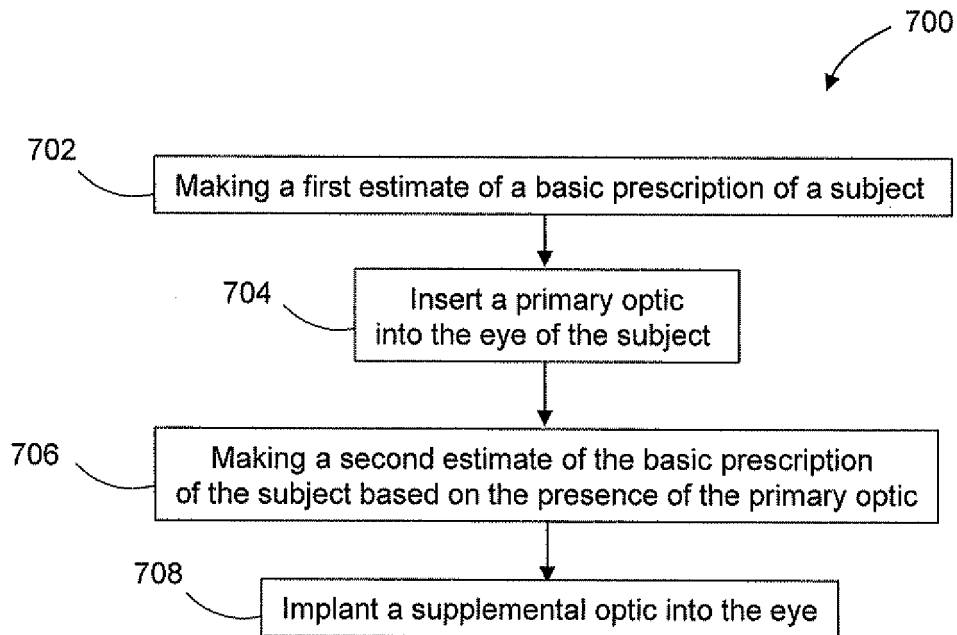 700
702
Making a first estimate of a basic prescription of a subject
704
Insert a primary optic
into the eye of the subject
706
Making a second estimate of the basic prescription
of the subject based on the presence of the primary optic
708
Implant a supplemental optic into the eye